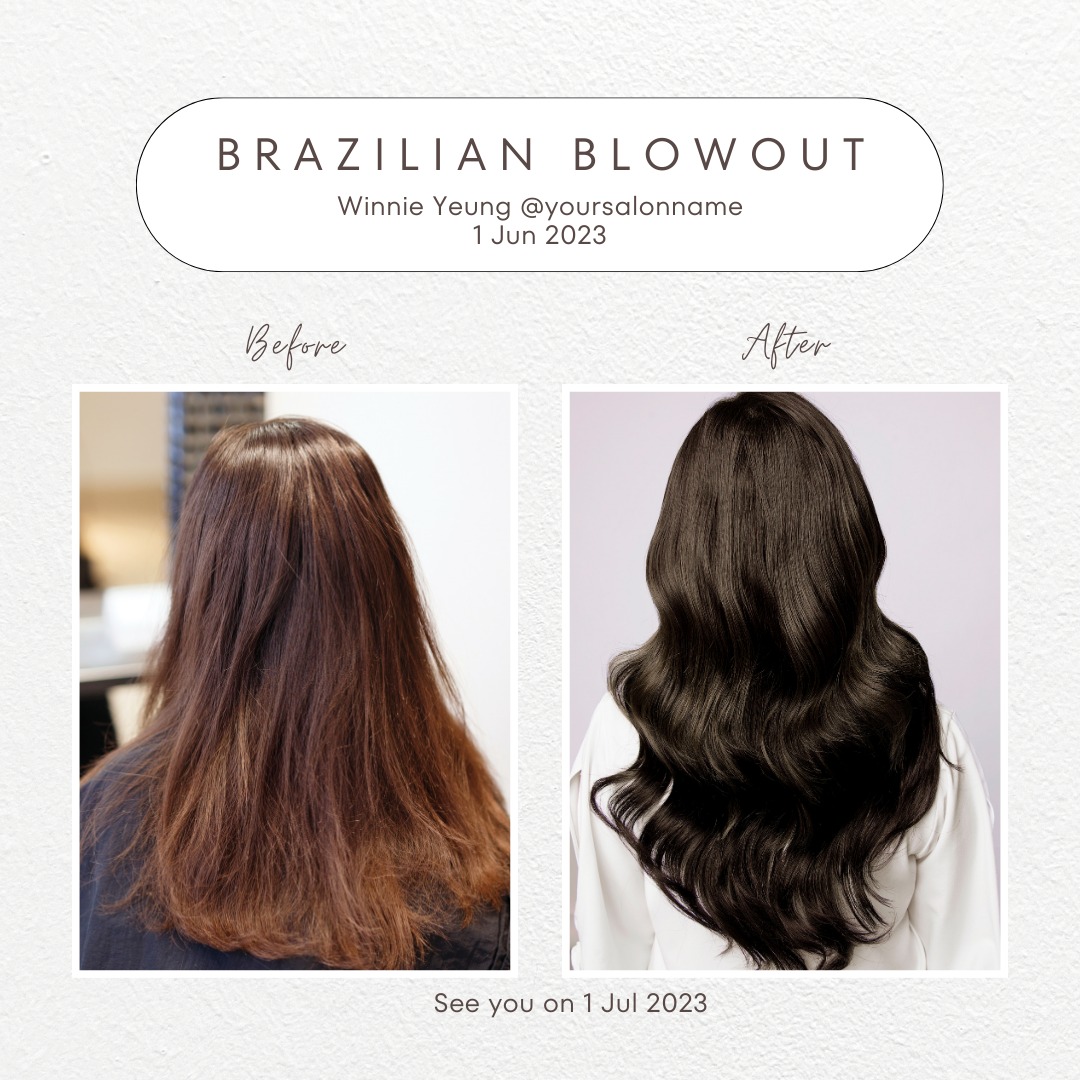 BRAZILIAN BLOWOUT
Winnie Yeung @yoursalonname
1 Jun 2023
Before
After
See you on 1 Jul 2023